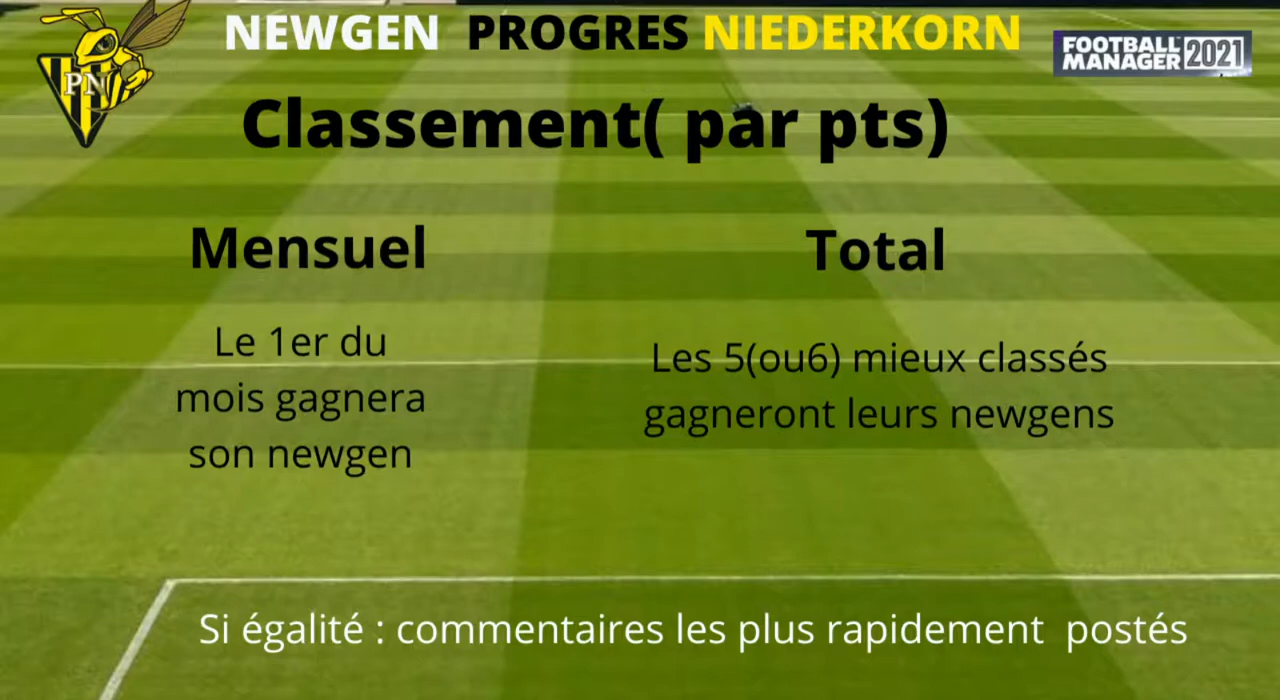 NEWGEN PROGRES NIEDERKORN
PN
FOOTBALL MANAGER 2021
Classement( par pts)
Mensuel
Le 1er du
mois gagnera
son newgen
Total
Les 5(ou6) mieux classés
gagneront leurs newgens
Si égalité : commentaires les plus rapidement postés